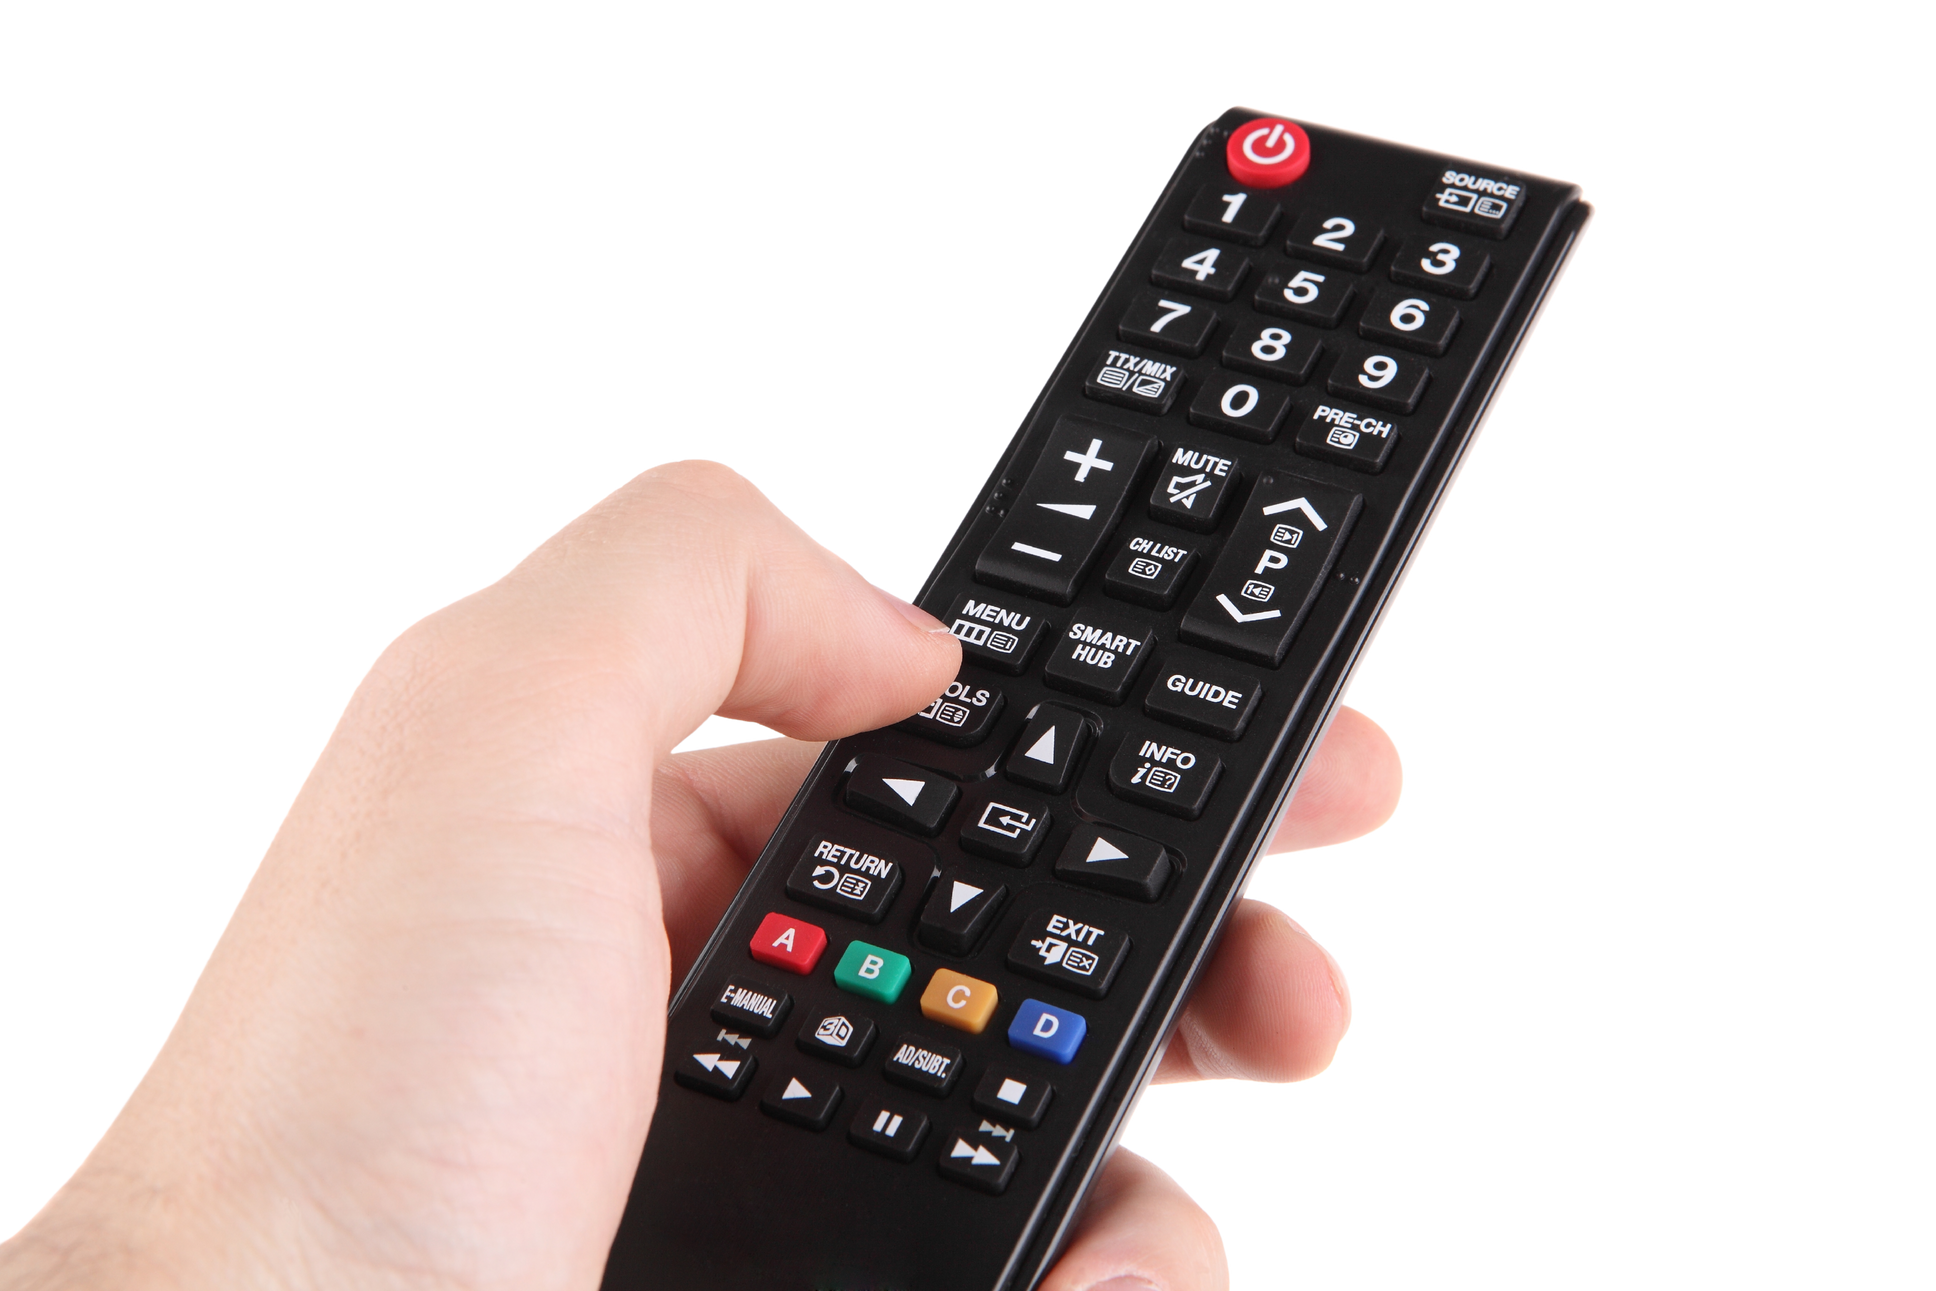 SOURCE
1
2
3
4
5
6
7
8
9
TTX/MIX
0
PRE-CH
+
MUTE
P
−
CH LIST
MENU
SMART
HUB
GUIDE
OLS
INFO
i
RETURN
EXIT
A
B
C
D
E-MANUAL
3D
AD/SUBT.